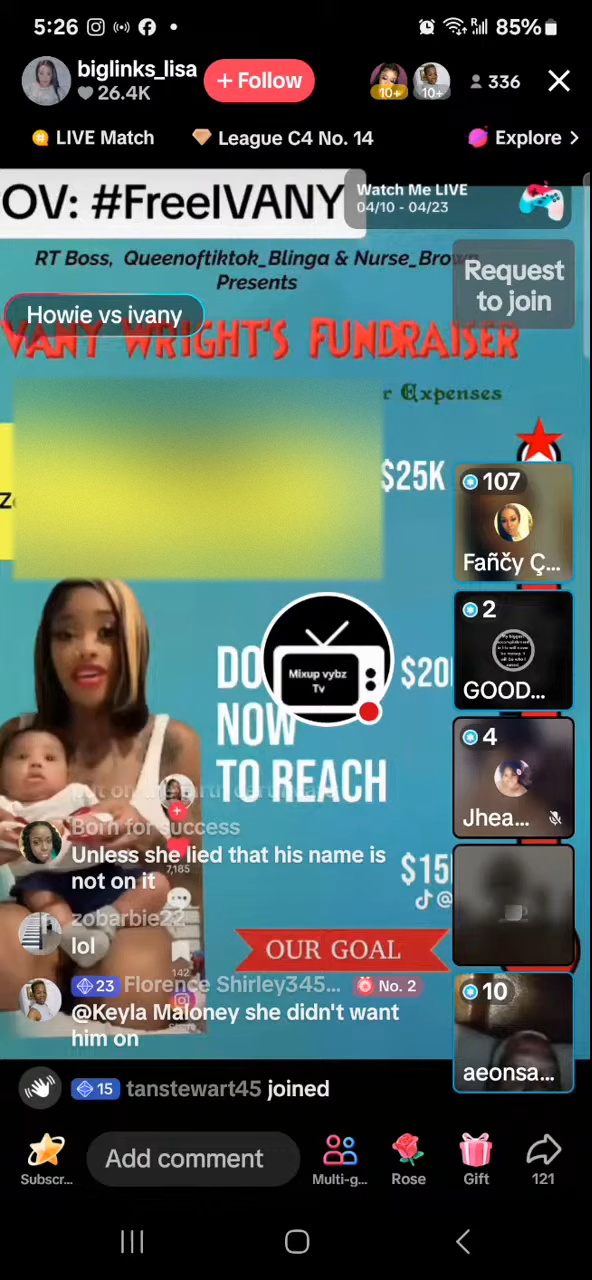 5:26
85%
biglinks_lisa
26.4K
+ Follow
10+
10+
336
LIVE Match
League C4 No. 14
Explore >
OV: #FreeIVANY
Watch Me LIVE
04/10 - 04/23
RT Boss, Queenoftiktok_Blinga & Nurse_Brown
Presents
Request
to join
Howie vs ivany
VANY WRIGHT'S FUNDRAISER
r Expenses
$25K
107
Fañčy Ç...
Mixup vybz
Tv
DO
$20
NOW
TO REACH
2
GOOD...
4
Jhea...
Born for success
Unless she lied that his name is
not on it
7,185
$15
zobarbie22
lol
142
OUR GOAL
23 Florence Shirley345... No. 2
@Keyla Maloney she didn't want
him on
10
aeonsa...
15 tanstewart45 joined
Subscr...
Add comment
Multi-g...
Rose
Gift
121